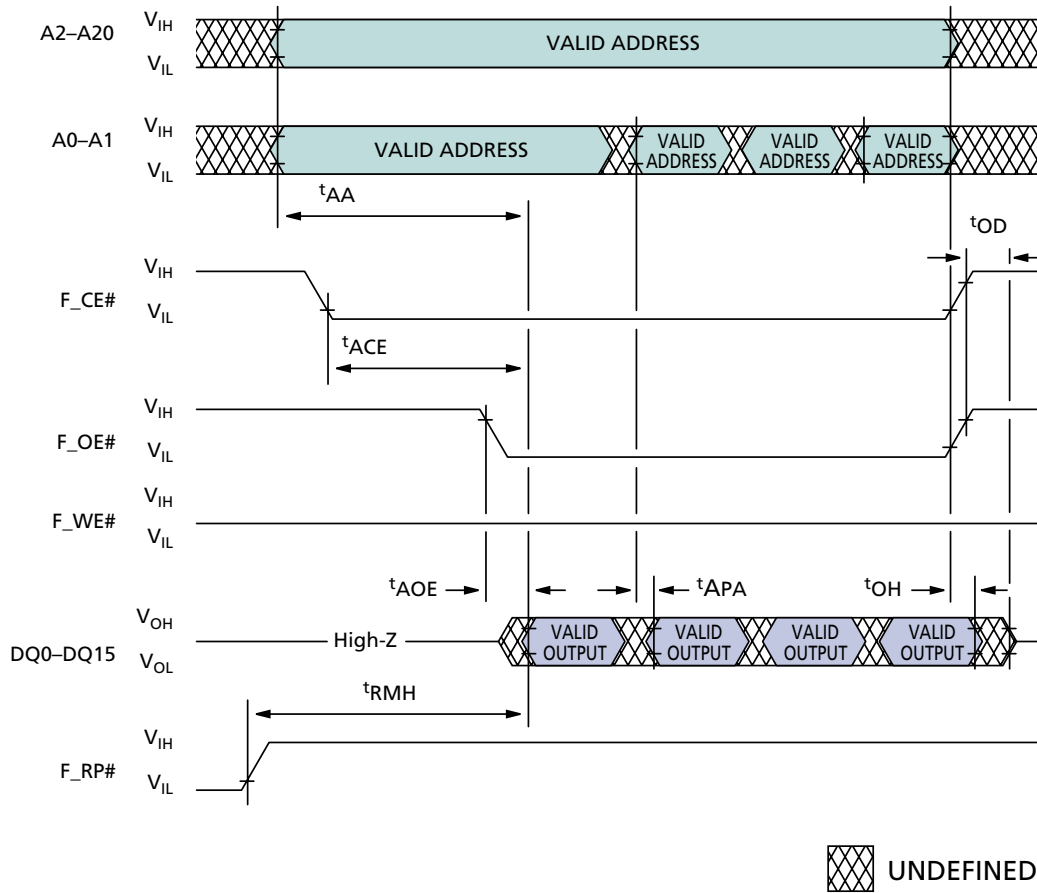 A2–A20
VIH
VIL
VALID ADDRESS
A0–A1
VIH
VIL
VALID ADDRESS
VALID ADDRESS
VALID ADDRESS
VALID ADDRESS
tAA
tOD
F_CE#
VIH
VIL
tACE
F_OE#
VIH
VIL
F_WE#
VIH
VIL
tAOE
tAPA
tOH
DQ0–DQ15
VOH
VOL
High-Z
VALID OUTPUT
VALID OUTPUT
VALID OUTPUT
VALID OUTPUT
tRMH
F_RP#
VIH
VIL
UNDEFINED